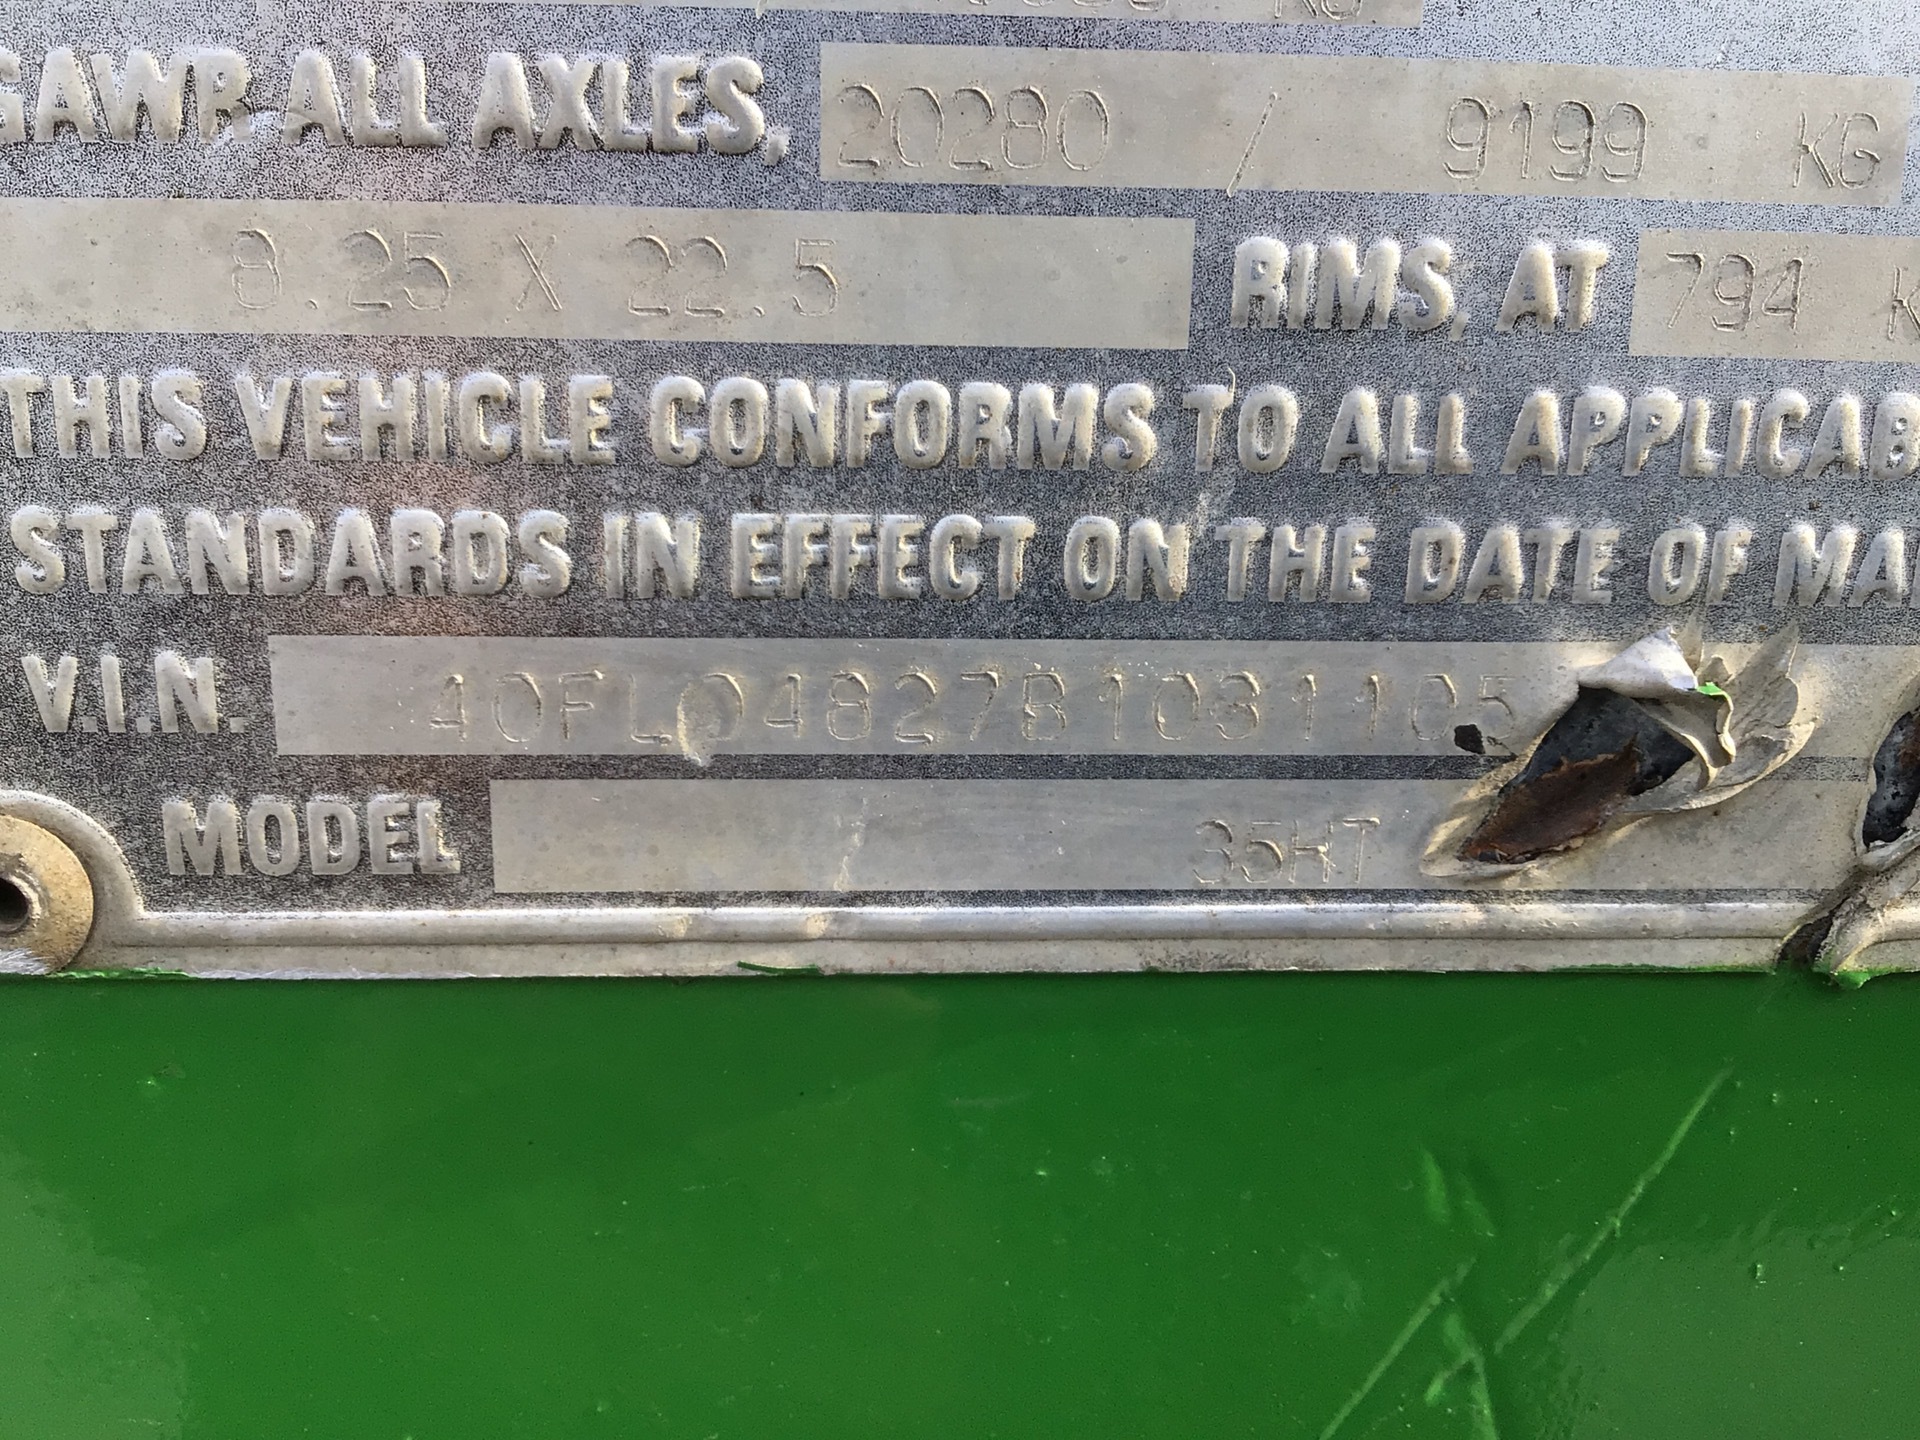 GAWR ALL AXLES, 20280 / 9199 KG
8.25 X 22.5 RIMS, AT 794 K
THIS VEHICLE CONFORMS TO ALL APPLICAB
STANDARDS IN EFFECT ON THE DATE OF MA
V.I.N. 40FL04827B1031105
MODEL 35HT